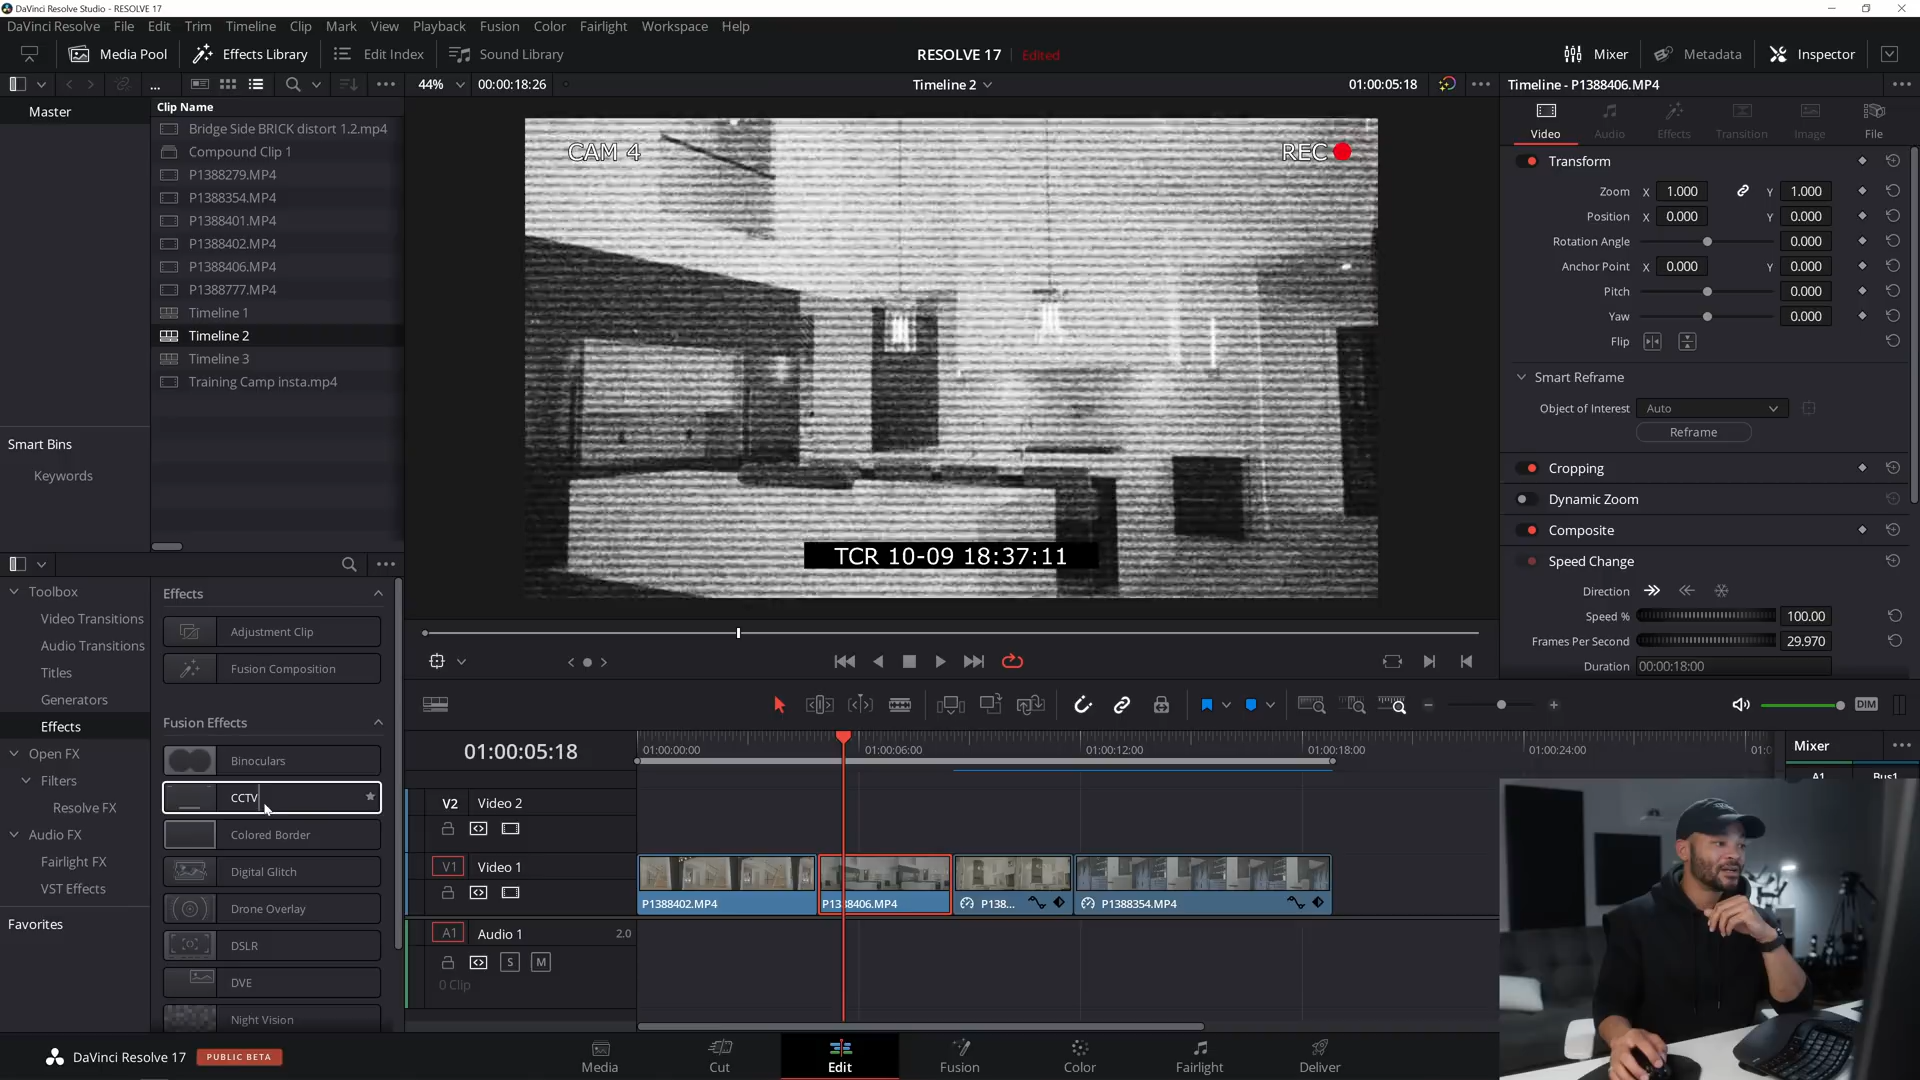 DaVinci Resolve Studio - RESOLVE 17
DaVinci Resolve File Edit Trim Timeline Clip Mark View Playback Fusion Color Fairlight Workspace Help
Media Pool Effects Library Edit Index Sound Library RESOLVE 17 Edited Mixer Metadata Inspector
44% 00:00:18:26 Timeline 2 01:00:05:18 Timeline - P1388406.MP4
Master
Clip Name
Bridge Side BRICK distort 1.2.mp4
Compound Clip 1
P1388279.MP4
P1388354.MP4
P1388401.MP4
P1388402.MP4
P1388406.MP4
P1388777.MP4
Timeline 1
Timeline 2
Timeline 3
Training Camp insta.mp4
Smart Bins
Keywords
CAM 4 REC
TCR 10-09 18:37:11
Video Audio Effects Transition Image File
Transform
Zoom X 1.000 Y 1.000
Position X 0.000 Y 0.000
Rotation Angle 0.000
Anchor Point X 0.000 Y 0.000
Pitch 0.000
Yaw 0.000
Flip
Smart Reframe
Object of Interest Auto
Reframe
Cropping
Dynamic Zoom
Composite
Speed Change
Direction
Speed % 100.00
Frames Per Second 29.970
Duration 00:00:18:00
Toolbox
Video Transitions
Audio Transitions
Titles
Generators
Effects
Open FX
Filters
Resolve FX
Audio FX
Fairlight FX
VST Effects
Favorites
Effects
Adjustment Clip
Fusion Composition
Fusion Effects
Binoculars
CCTV
Colored Border
Digital Glitch
Drone Overlay
DSLR
DVE
Night Vision
DIM
01:00:05:18
01:00:00:00 01:00:06:00 01:00:12:00 01:00:18:00 01:00:24:00
V2 Video 2
V1 Video 1
P1388402.MP4 P1388406.MP4 P138... P1388354.MP4
A1 Audio 1 2.0
S M
0 Clip
Mixer
A1 Bus1
DaVinci Resolve 17 PUBLIC BETA
Media Cut Edit Fusion Color Fairlight Deliver